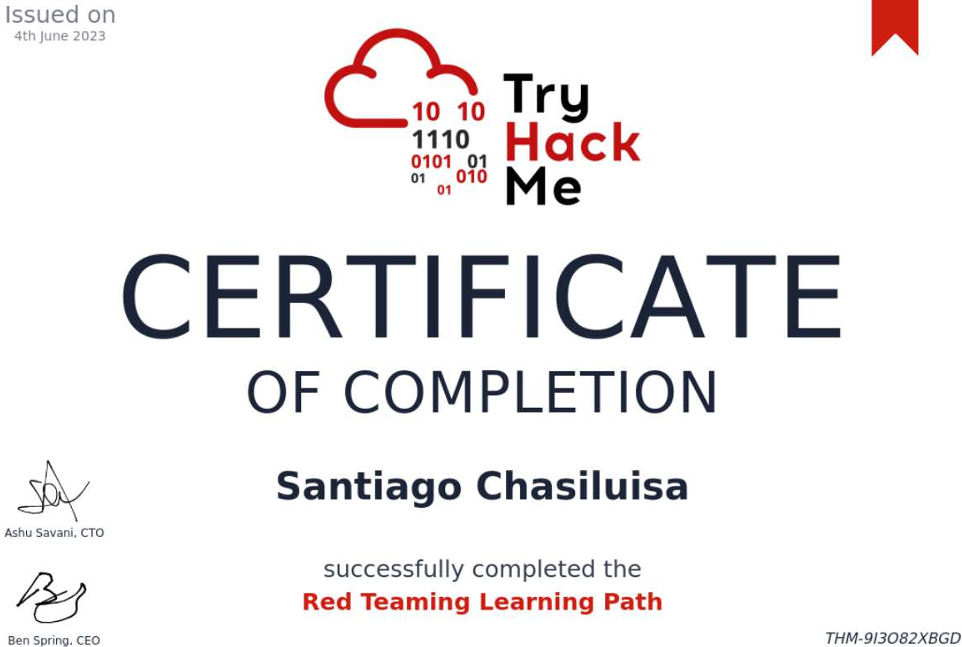 Issued on
4th June 2023
10 10
1110
0101 01
01 010
01
Try
Hack
Me
CERTIFICATE
OF COMPLETION
Santiago Chasiluisa
Ashu Savani, CTO
successfully completed the
Red Teaming Learning Path
Ben Spring, CEO
THM-9I3O82XBGD